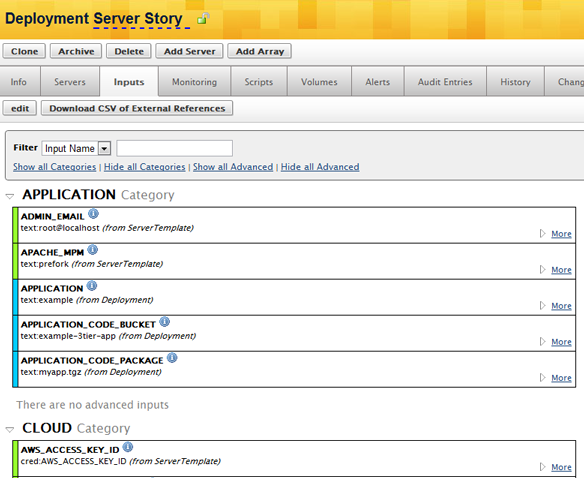 Deployment Server Story
Clone Archive Delete Add Server Add Array
Info Servers Inputs Monitoring Scripts Volumes Alerts Audit Entries History Chang
edit Download CSV of External References
Filter Input Name
Show all Categories | Hide all Categories | Show all Advanced | Hide all Advanced
APPLICATION Category
ADMIN_EMAIL
text:root@localhost (from ServerTemplate)
More
APACHE_MPM
text:prefork (from ServerTemplate)
More
APPLICATION
text:example (from Deployment)
More
APPLICATION_CODE_BUCKET
text:example-3tier-app (from Deployment)
More
APPLICATION_CODE_PACKAGE
text:myapp.tgz (from Deployment)
More
There are no advanced inputs
CLOUD Category
AWS_ACCESS_KEY_ID
cred:AWS_ACCESS_KEY_ID (from ServerTemplate)
More